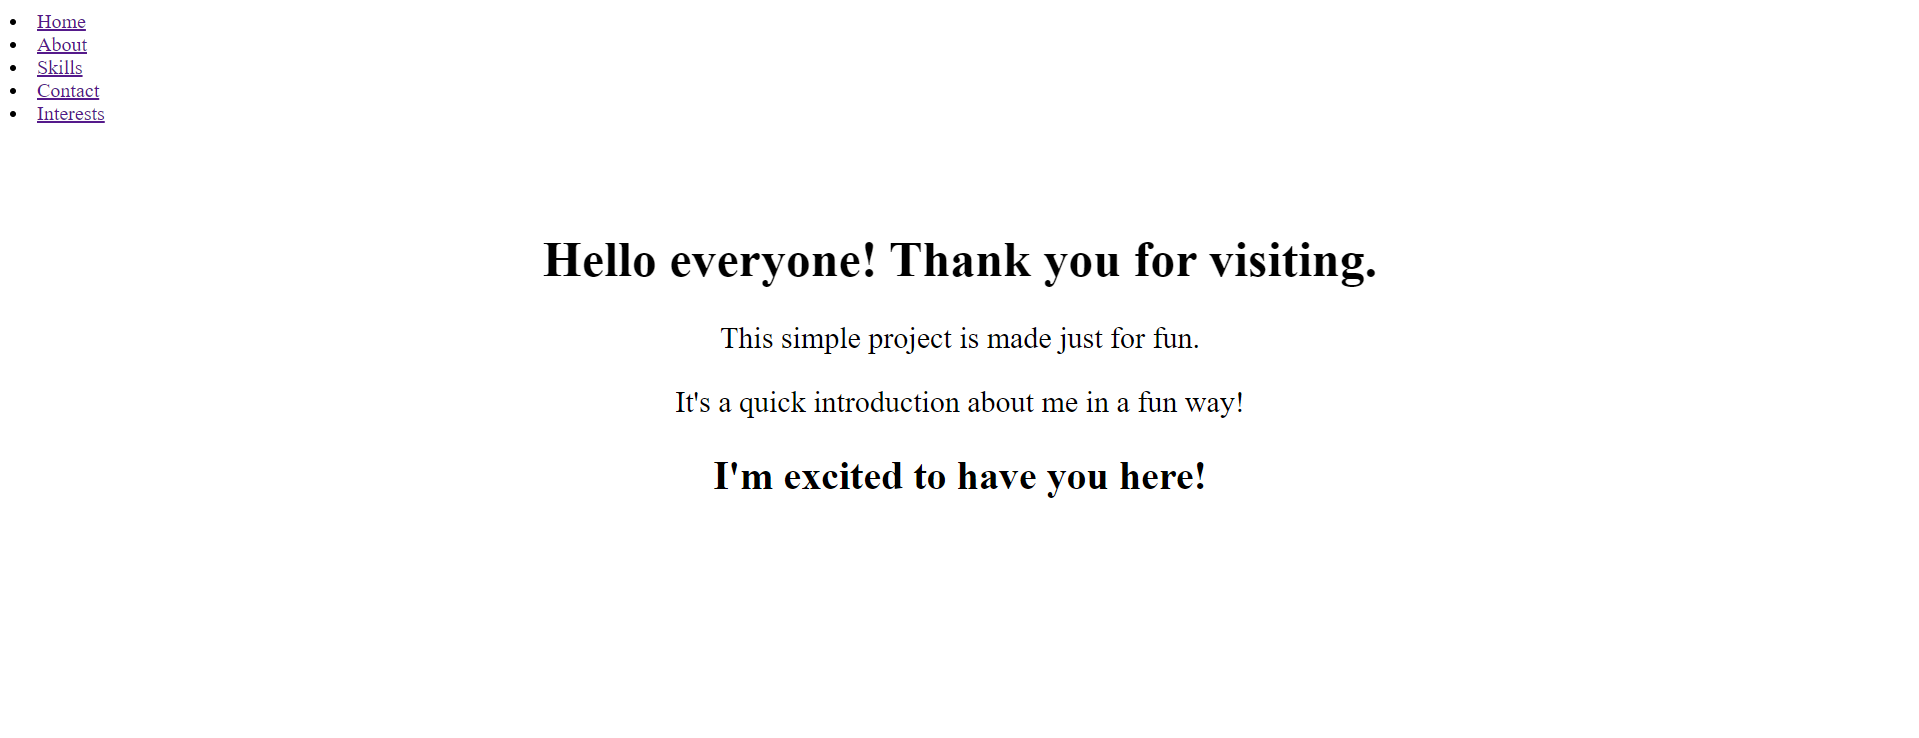 Home
About
Skills
Contact
Interests
Hello everyone! Thank you for visiting.
This simple project is made just for fun.
It's a quick introduction about me in a fun way!
I'm excited to have you here!